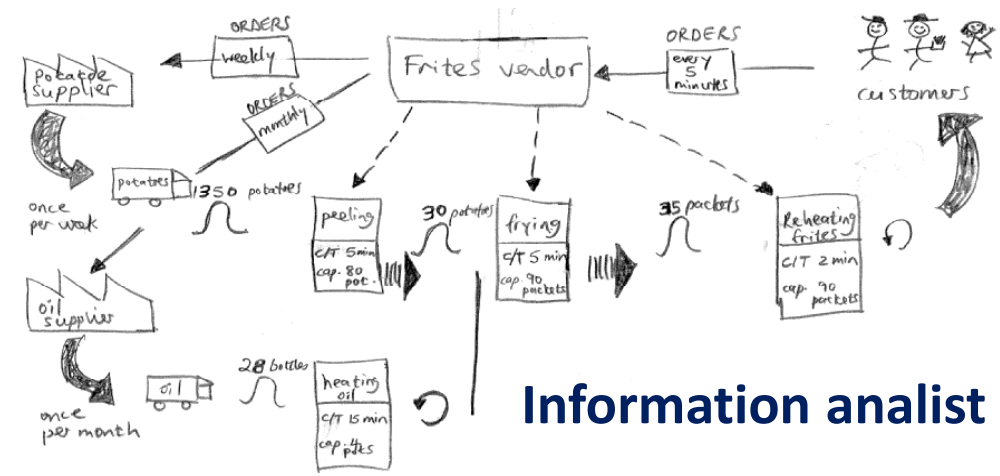 ORDERS
weekly
Frites vendor
ORDERS
every
5
minutes
customers
Potatoe
supplier
ORDERS
monthly
potatoes
once
per week
1350 potatoes
peeling
C/T 5min
cap. 80
pot.
30 potatoes
frying
C/T 5 min
cap. 90
packets
35 packets
Reheating
frites
C/T 2 min
cap. 90
packets
oil
supplier
once
per month
oil
28 bottles
heating
oil
C/T 15 min
cap. 4
pots
Information analist